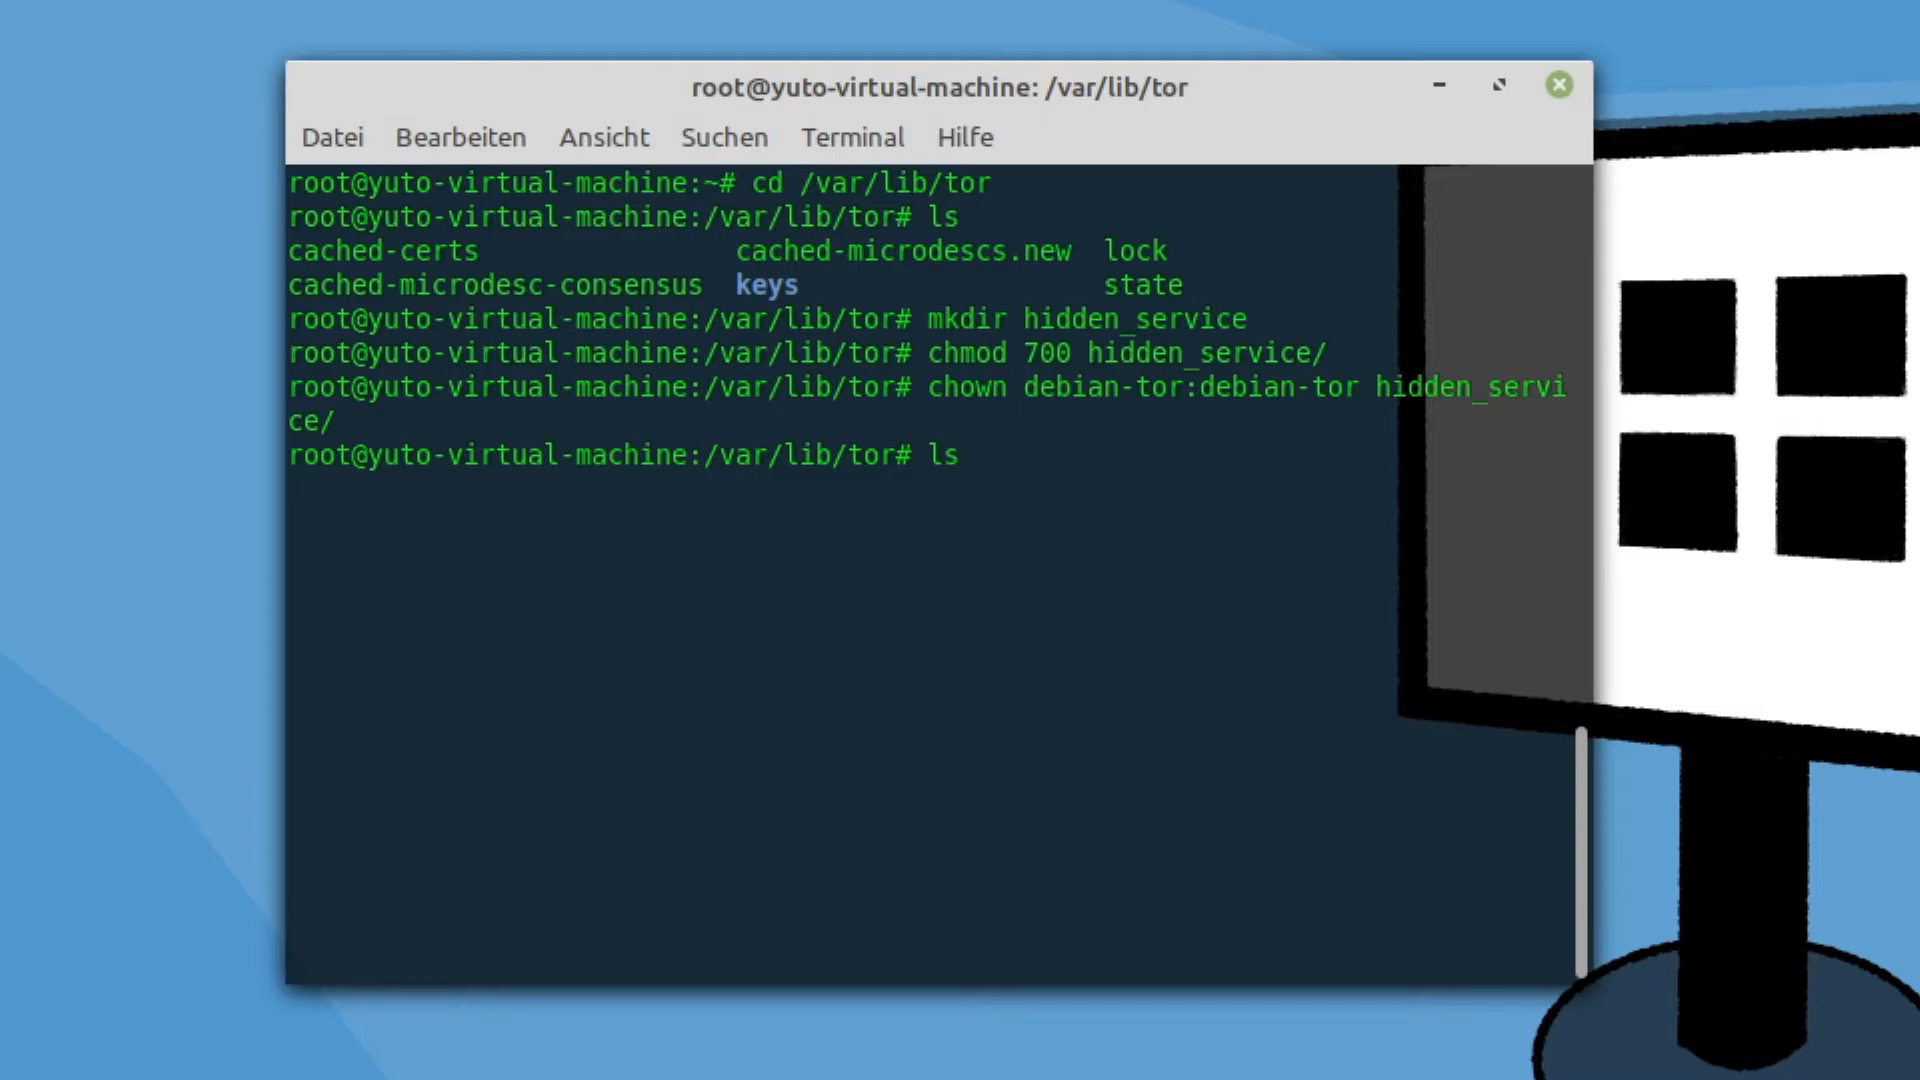 root@yuto-virtual-machine: /var/lib/tor
Datei Bearbeiten Ansicht Suchen Terminal Hilfe
root@yuto-virtual-machine:~# cd /var/lib/tor
root@yuto-virtual-machine:/var/lib/tor# ls
cached-certs cached-microdescs.new lock
cached-microdesc-consensus keys state
root@yuto-virtual-machine:/var/lib/tor# mkdir hidden_service
root@yuto-virtual-machine:/var/lib/tor# chmod 700 hidden_service/
root@yuto-virtual-machine:/var/lib/tor# chown debian-tor:debian-tor hidden_servi
ce/
root@yuto-virtual-machine:/var/lib/tor# ls